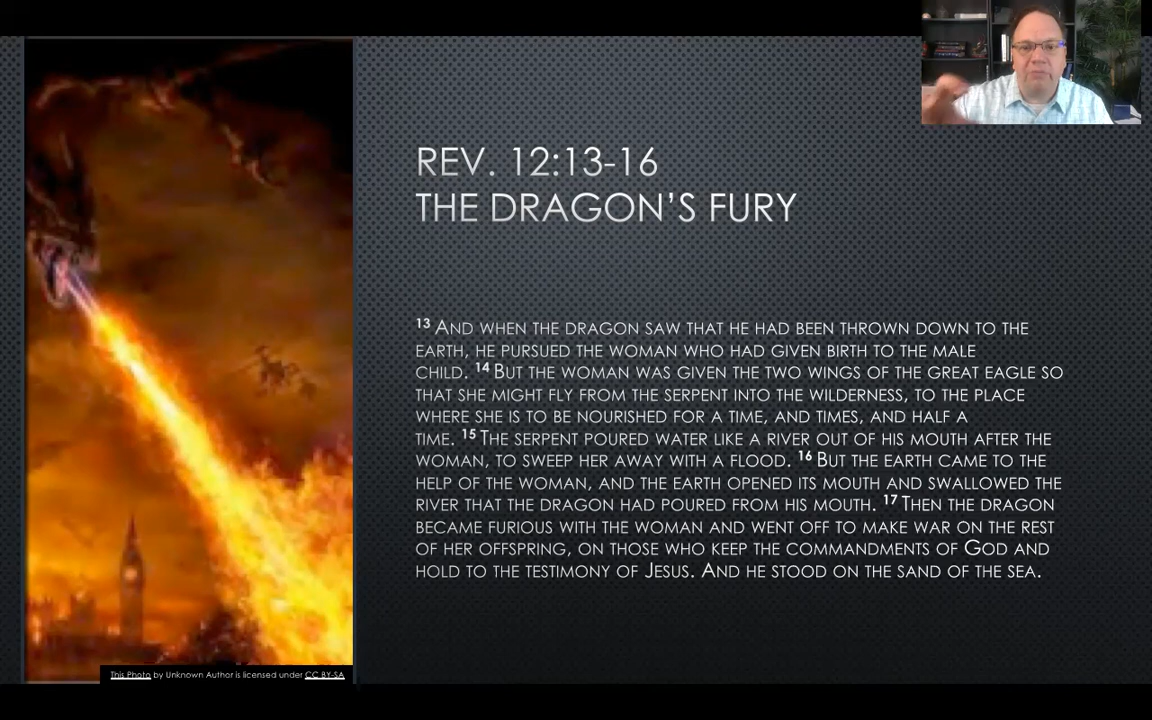 REV. 12:13-16
THE DRAGON'S FURY
13 AND WHEN THE DRAGON SAW THAT HE HAD BEEN THROWN DOWN TO THE
EARTH, HE PURSUED THE WOMAN WHO HAD GIVEN BIRTH TO THE MALE
CHILD. 14 BUT THE WOMAN WAS GIVEN THE TWO WINGS OF THE GREAT EAGLE SO
THAT SHE MIGHT FLY FROM THE SERPENT INTO THE WILDERNESS, TO THE PLACE
WHERE SHE IS TO BE NOURISHED FOR A TIME, AND TIMES, AND HALF A
TIME. 15 THE SERPENT POURED WATER LIKE A RIVER OUT OF HIS MOUTH AFTER THE
WOMAN, TO SWEEP HER AWAY WITH A FLOOD. 16 BUT THE EARTH CAME TO THE
HELP OF THE WOMAN, AND THE EARTH OPENED ITS MOUTH AND SWALLOWED THE
RIVER THAT THE DRAGON HAD POURED FROM HIS MOUTH. 17 THEN THE DRAGON
BECAME FURIOUS WITH THE WOMAN AND WENT OFF TO MAKE WAR ON THE REST
OF HER OFFSPRING, ON THOSE WHO KEEP THE COMMANDMENTS OF GOD AND
HOLD TO THE TESTIMONY OF JESUS. AND HE STOOD ON THE SAND OF THE SEA.
This Photo by Unknown Author is licensed under CC BY-SA